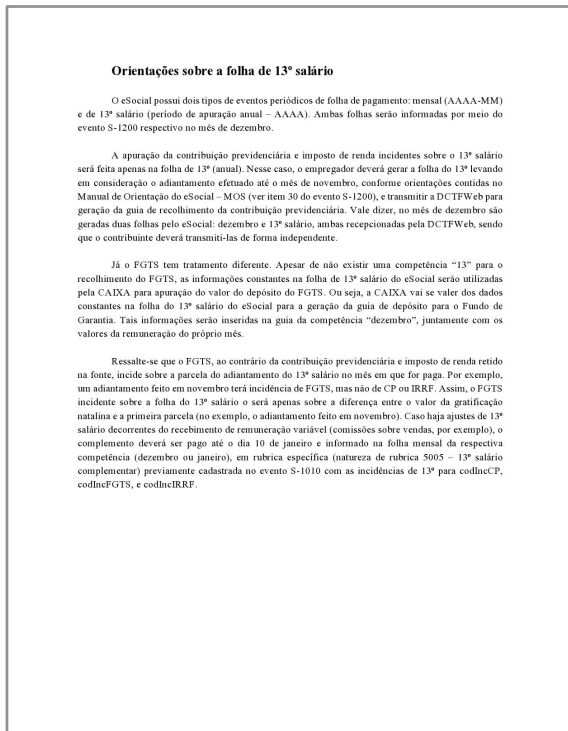 Orientações sobre a folha de 13º salário
O eSocial possui dois tipos de eventos periódicos de folha de pagamento: mensal (AAAA-MM)
e de 13º salário (período de apuração anual – AAAA). Ambas folhas serão informadas por meio do
evento S-1200 respectivo no mês de dezembro.
A apuração da contribuição previdenciária e imposto de renda incidentes sobre o 13º salário
será feita apenas na folha de 13º (anual). Nesse caso, o empregador deverá gerar a folha do 13º levando
em consideração o adiantamento efetuado até o mês de novembro, conforme orientações contidas no
Manual de Orientação do eSocial – MOS (ver item 30 do evento S-1200), e transmitir a DCTFWeb para
geração da guia de recolhimento da contribuição previdenciária. Vale dizer, no mês de dezembro são
geradas duas folhas pelo eSocial: dezembro e 13º salário, ambas recepcionadas pela DCTFWeb, sendo
que o contribuinte deverá transmiti-las de forma independente.
Já o FGTS tem tratamento diferente. Apesar de não existir uma competência “13” para o
recolhimento do FGTS, as informações constantes na folha de 13º salário do eSocial serão utilizadas
pela CAIXA para apuração do valor do depósito do FGTS. Ou seja, a CAIXA vai se valer dos dados
constantes na folha do 13º salário do eSocial para a geração da guia de depósito para o Fundo de
Garantia. Tais informações serão inseridas na guia da competência “dezembro”, juntamente com os
valores da remuneração do próprio mês.
Ressalte-se que o FGTS, ao contrário da contribuição previdenciária e imposto de renda retido
na fonte, incide sobre a parcela do adiantamento do 13º salário no mês em que for paga. Por exemplo,
um adiantamento feito em novembro terá incidência de FGTS, mas não de CP ou IRRF. Assim, o FGTS
incidente sobre a folha do 13º salário o será apenas sobre a diferença entre o valor da gratificação
natalina e a primeira parcela (no exemplo, o adiantamento feito em novembro). Caso haja ajustes de 13º
salário decorrentes do recebimento de remuneração variável (comissões sobre vendas, por exemplo), o
complemento deverá ser pago até o dia 10 de janeiro e informado na folha mensal da respectiva
competência (dezembro ou janeiro), em rubrica específica (natureza de rubrica 5005 – 13º salário
complementar) previamente cadastrada no evento S-1010 com as incidências de 13º para codIncCP,
codIncFGTS, e codIncIRRF.